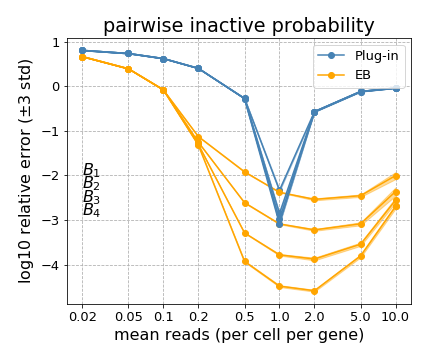 pairwise inactive probability
log10 relative error (±3 std)
1
0
−1
−2
−3
−4
Plug-in
EB
B₁
B₂
B₃
B₄
0.02 0.05 0.1 0.2 0.5 1.0 2.0 5.0 10.0
mean reads (per cell per gene)